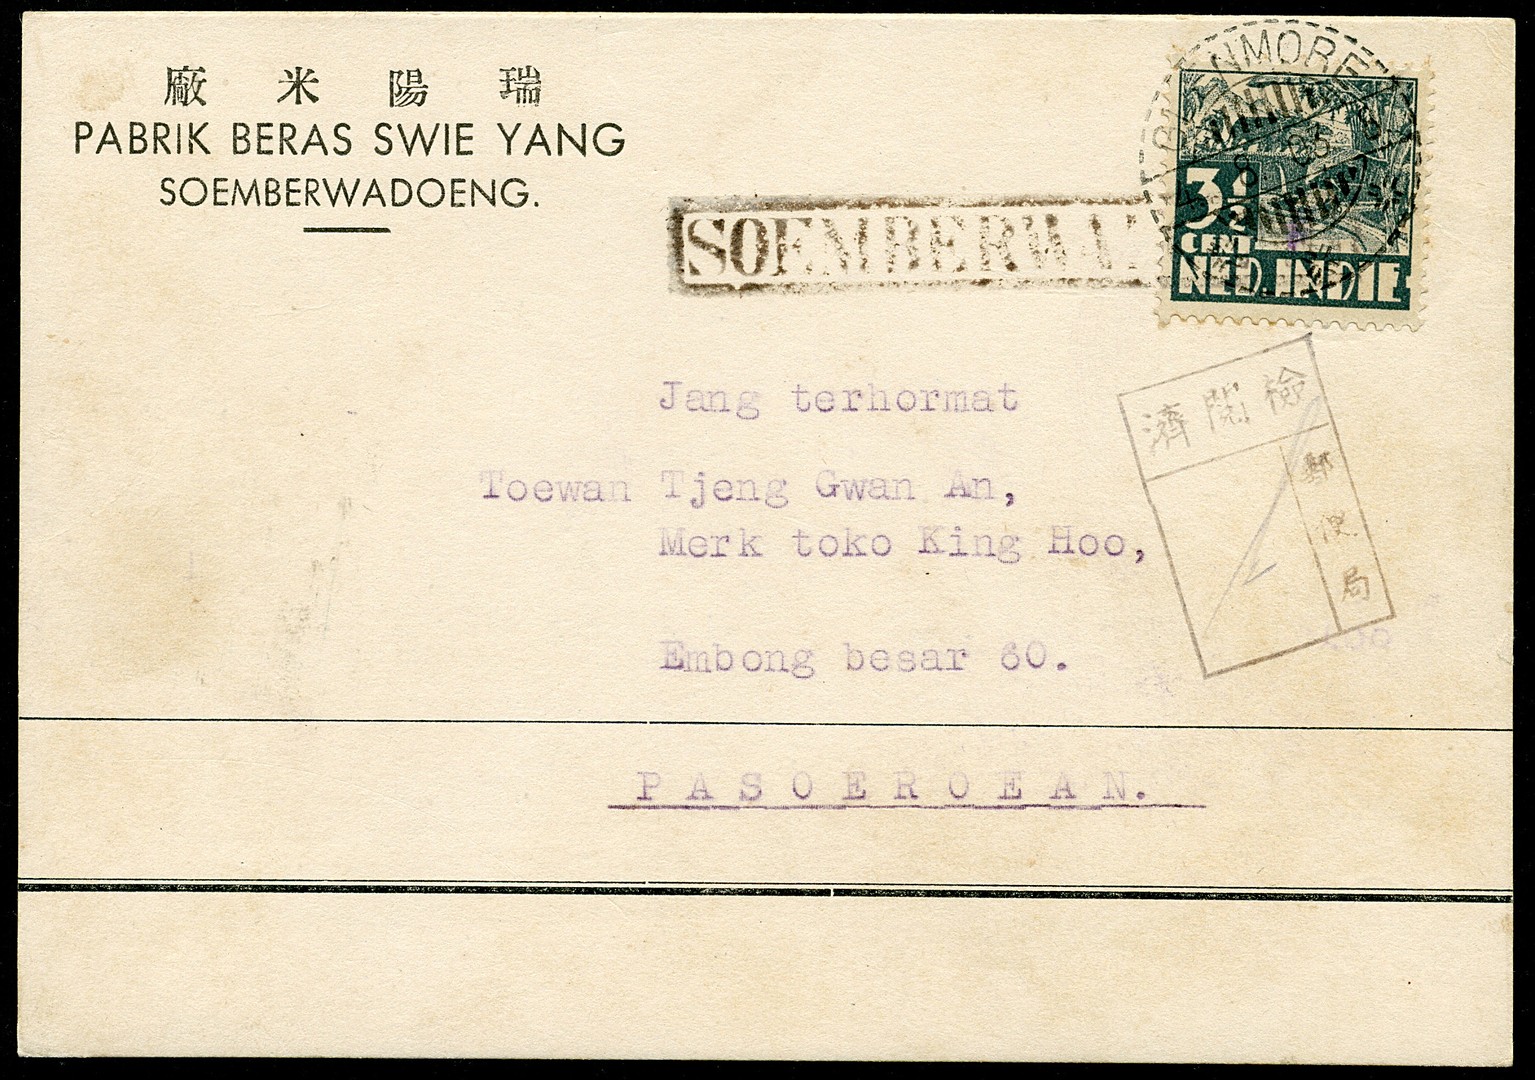 廠 米 陽 瑞
PABRIK BERAS SWIE YANG
SOEMBERWADOENG.
SOEMBERWA
3½
CENT
NED. INDIE
Jang terhormat
Toewan Tjeng Gwan An,
Merk toko King Hoo,
Embong besar 60.
P A S O E R O E A N.
濟閲檢
郵便局